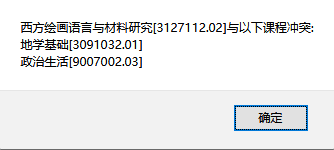 西方绘画语言与材料研究[3127112.02]与以下课程冲突:
地学基础[3091032.01]
政治生活[9007002.03]
确定